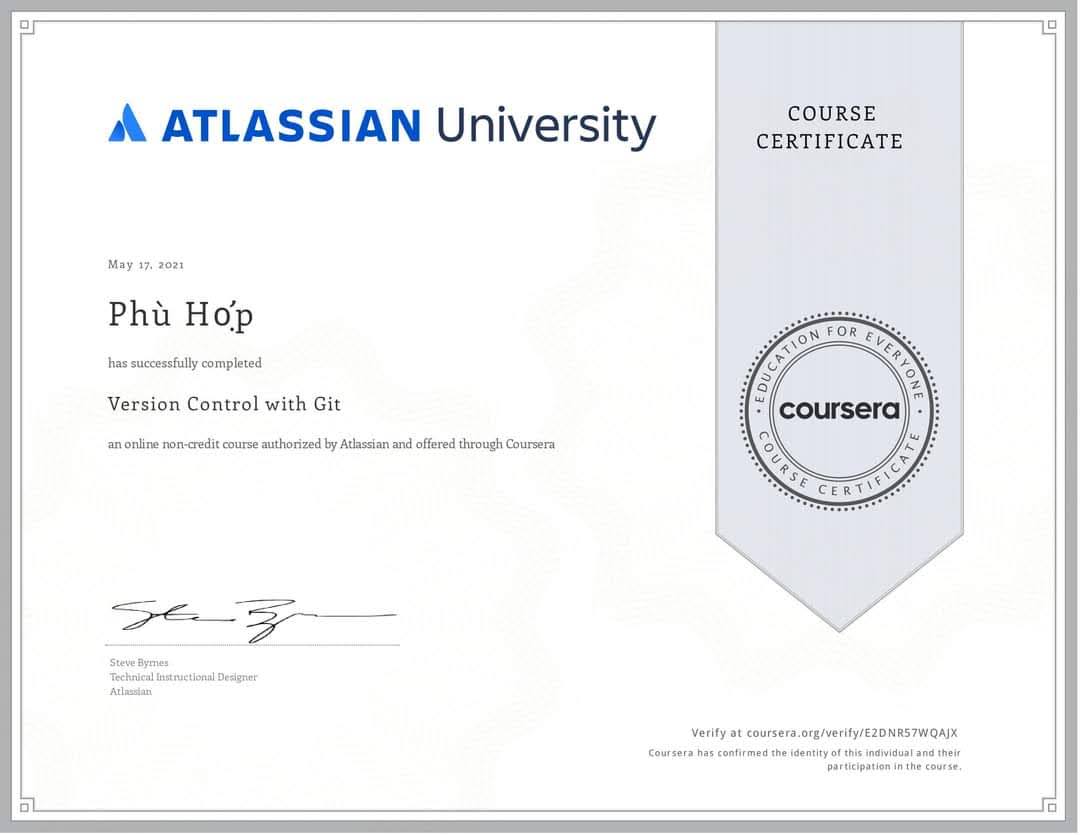 ATLASSIAN University
COURSE
CERTIFICATE
May 17, 2021
Phù Hợp
has successfully completed
Version Control with Git
an online non-credit course authorized by Atlassian and offered through Coursera
EDUCATION FOR EVERYONE
coursera
COURSE CERTIFICATE
Steve Byrnes
Technical Instructional Designer
Atlassian
Verify at coursera.org/verify/E2DNR57WQAJX
Coursera has confirmed the identity of this individual and their
participation in the course.